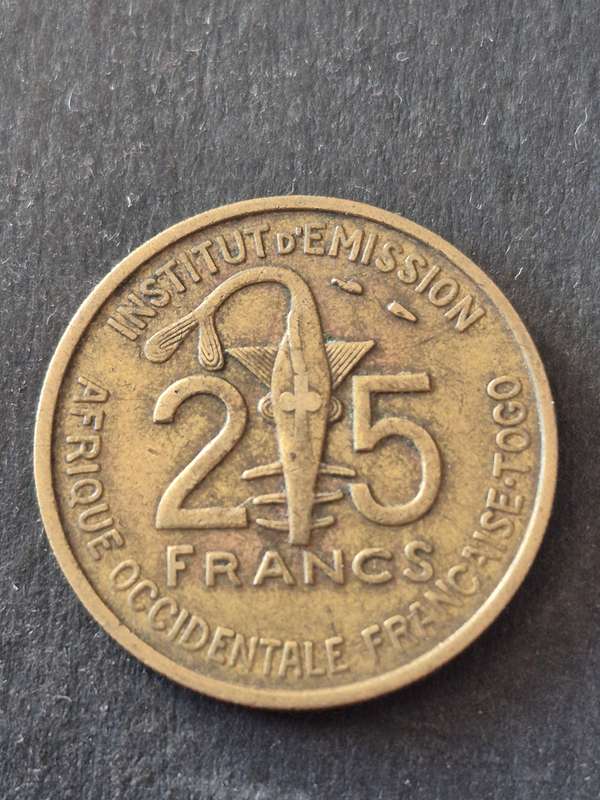 INSTITUT D'EMISSION
25
FRANCS
AFRIQUE OCCIDENTALE FRANÇAISE·TOGO